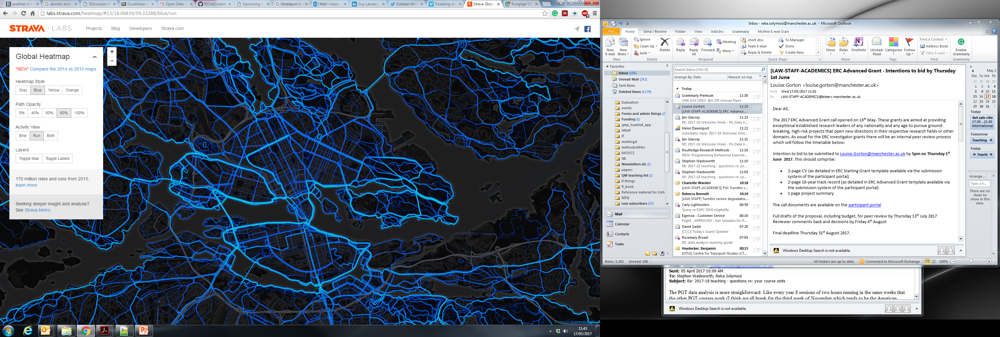 spatstat: L-fu
aoristic analy
Discussion B
Guidelines a
Open Data in
RClubCoders
Upcoming c
timelapse lo
Mail - r.solym
Guy Lansley
Esteban Mor
Tweeting an
Strava Globa
Kungliga Te
labs.strava.com/heatmap/#13/18.06839/59.33288/blue/run
STRAVA | LABS
Projects
Blog
Developers
Strava.com
Global Heatmap
+
−
*NEW* Compare the 2014 vs 2015 maps
Heatmap Style
Gray Blue Yellow Orange
Path Opacity
0% 40% 60% 80% 100%
Activity View
Bike Run Both
Layers
Toggle Map Toggle Labels
170 million rides and runs from 2015,
learn more.
Seeking deeper insight and analysis?
See Strava Metro.
11:43
17/05/2017
Inbox - reka.solymosi@manchester.ac.uk - Microsoft Outlook
File Home Send / Receive Folder View Add-Ins Grammarly McAfee E-mail Scan
New E-mail
New Items
New
Ignore
Clean Up
Junk
Delete
Delete
Reply
Reply All
Forward
Meeting
More
Respond
short diss
Team E-mail
Reply & Delete
To Manager
Done
Create New
Quick Steps
Move
Rules
OneNote
Move
Unread/ Read
Categorize
Follow Up
Tags
Find a Contact
Address Book
Filter E-mail
Find
Enable Grammarly
Grammarly
Favorites
Inbox (106)
Unread Mail (242)
Sent Items
Deleted Items (1179)
Evaluation
events
Forms and admin things (2
Funding (1)
gmp_humtraf_app
HNAP
IT
meetingd
methodsAtMcr
MOOCS
N8
Newsletters etc (1)
papers
QM teaching list (1)
R things
R_book
Reference material for UoM
RITSI
rum subscribers (37)
Mail
Calendar
Contacts
Tasks
Search Inbox (Ctrl+E)
Arrange By: Date Newest on top
Today
Grammarly Premium 11:30
ONE DAY ONLY: $65 Off Annual Plans
Louise Gorton 11:23
[LAW-STAFF-ACADEMICS] ERC Advance...
Ian Glassey 11:23
RE: 2017-18 Welcome Week - PG Data A...
Helen Davenport 11:22
Automatic reply: 2017-18 Welcome Wee...
Ian Glassey 11:21
RE: 2017-18 Welcome Week - PG Data A...
Routledge Research Methods 11:10
NEW: Programming Behavioral Experim...
Stephen Wadsworth 11:10
RE: 2017-18 teaching - questions re: yo...
Stephen Wadsworth 11:03
RE: 2017-18 teaching - questions re: yo...
Charlotte Warden 10:18
[LAW-STAFF-ACADEMICS] FW: Turnitin s...
Rebecca Bennett 10:10
[LAW-STAFF] Turnitin service degradatio...
Carly Lightowlers 08:59
Query re ESRC SDAI eligibility
Egencia - Customer Service 08:16
Flight - APPROVED - San Salvador for R...
David Gadd 07:20
[CCCJ] Today's Guest Speaker
Rosemary Broad 07:04
RE: data analysis marking guide
Heydecker, Benjamin 00:15
[UTSG] Centre for Transport Studies (CT...
[LAW-STAFF-ACADEMICS] ERC Advanced Grant - Intentions to bid by Thursday
1st June
Louise Gorton <louise.gorton@manchester.ac.uk>
Sent: Wed 17/05/2017 11:01
To: LAW-STAFF-ACADEMICS@listserv.manchester.ac.uk
Dear All,
The 2017 ERC Advanced Grant call opened on 16th May. These grants are aimed at providing
exceptional established research leaders of any nationality and any age to pursue ground-
breaking, high-risk projects that open new directions in their respective research fields or other
domains. As usual for the ERC investigator grants there will be an internal peer review process
which will follow the timetable below:
Intention to bid to be submitted to Louise.Gorton@manchester.ac.uk by 5pm on Thursday 1st
June 2017. This should comprise:
• 2-page CV (as detailed in ERC Starting Grant template available via the submission
system of the participant portal)
• 2-page 10-year track record (as detailed in ERC Advanced Grant template available via
the submission system of the participant portal)
• 1 page project summary
The call documents are available on the participant portal
Full drafts of the proposal, including budget, for peer review by Thursday 13th July 2017
Reviewer comments back and decisions by Friday 4th August
Final deadline Thursday 31st August 2017.
Windows Desktop Search is not available.
May 2
Mo Tu We Th
24 25 26 27
1 2 3 4
8 9 10 11
15 16 17 18
22 23 24 25
29 30 31 1
Today
4x4 safe citie
17:30 - 21:30
International
Tomorrow
Teaching
Friday
Teachi
Arrange...
Type a n...
There are no
items to
show in this
view.
Items: 5,263 Unread: 106
All folders are up to date. Connected to Microsoft Exchange 100%
Sent: 05 April 2017 10:09 AM
To: Stephen Wadsworth; Reka Solymosi
Subject: Re: 2017-18 teaching - questions re: your course units
The PGT data analysis is more straighforward. Like every year 8 sessions of two hours running in the same weeks that
the other PGT courses work (I think we all break for the third week of November which tends to be the American
Windows Desktop Search is not available.